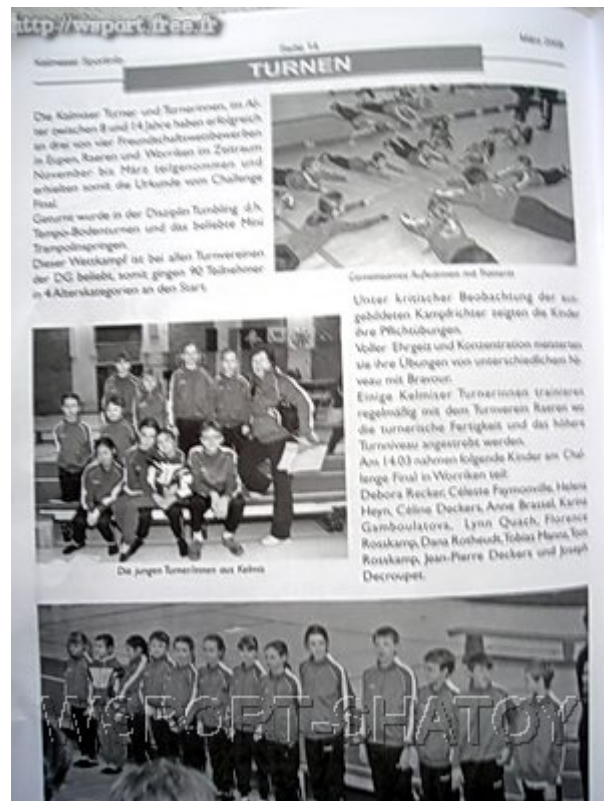 http://wsport.free.fr
Kelmiser Sportinfo
Seite 14
März
TURNEN
Die Kelmiser Turner und Turnerinnen, im Al-
ter zwischen 8 und 14 Jahre haben erfolgreich
an drei von vier Freundschaftswettbewerben
in Eupen, Raeren und Worriken im Zeitraum
November bis März teilgenommen und
erhielten somit die Urkunde vom Challenge
Final.
Geturnt wurde in der Disziplin Tumbling d.h.
Tempo-Bodenturnen und das beliebte Mini
Trampolinspringen.
Dieser Wettkampf ist bei allen Turnvereinen
der DG beliebt, somit gingen 90 Teilnehmer
in 4 Alterskategorien an den Start.
Gemeinsames Aufwärmen mit Trainerin
Unter kritischer Beobachtung der aus-
gebildeten Kampfrichter zeigten die Kinder
ihre Pflichtübungen.
Voller Ehrgeiz und Konzentration meisterten
sie ihre Übungen von unterschiedlichem Ni-
veau mit Bravour.
Einige Kelmiser Turnerinnen trainieren
regelmäßig mit dem Turnverein Raeren wo
die turnerische Fertigkeit und das höhere
Turnniveau angestrebt werden.
Am 14.03 nahmen folgende Kinder am Chal-
lenge Final in Worriken teil:
Debora Recker, Céleste Faymonville, Helena
Heyn, Céline Deckers, Anne Brassel, Karina
Gamboulatova, Lynn Quach, Florence
Rosskamp, Dana Rotheudt, Tobias Hanna, Tom
Rosskamp, Jean-Pierre Deckers und Joseph
Decroupet.
Die jungen Turner/innen aus Kelmis
WSPORT-SHATOY